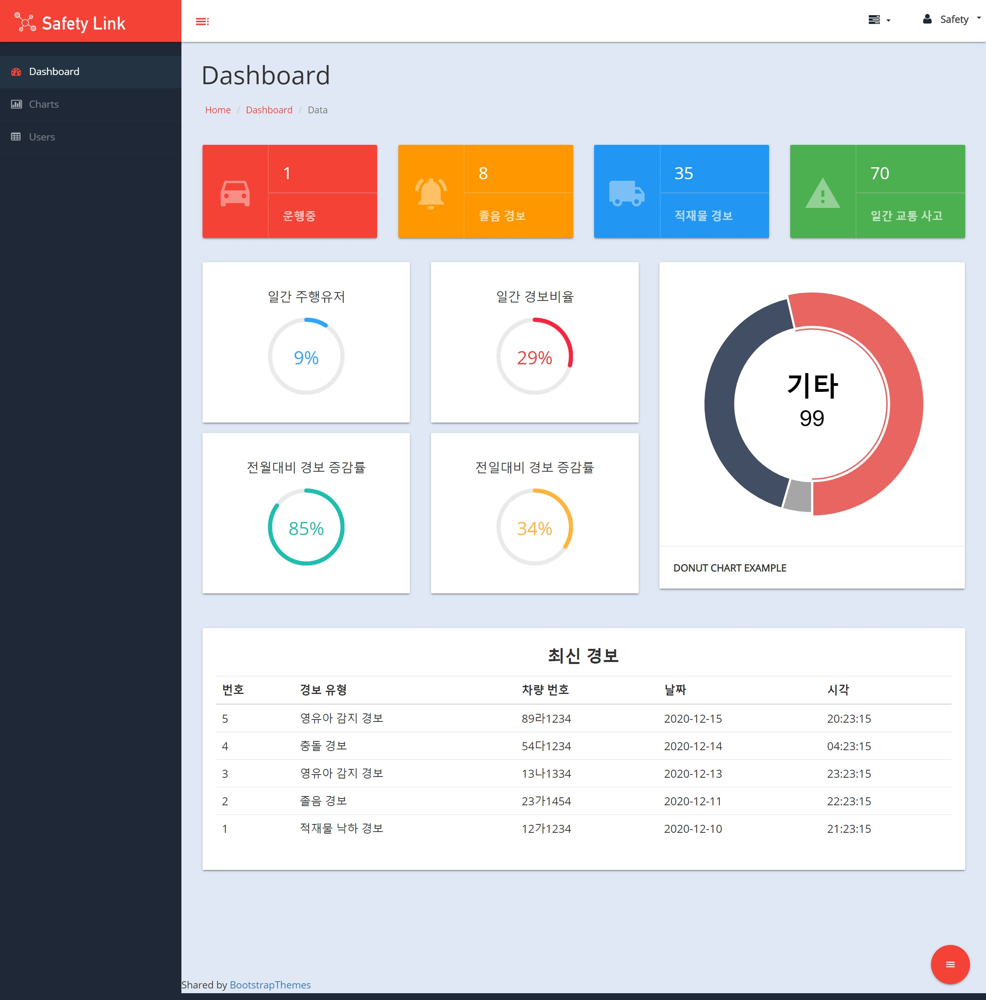 Safety Link
Safety
Dashboard
Charts
Users
Dashboard
Home / Dashboard / Data
1
운행중
8
졸음 경보
35
적재물 경보
70
일간 교통 사고
일간 주행유저
9%
일간 경보비율
29%
전월대비 경보 증감률
85%
전일대비 경보 증감률
34%
기타
99
DONUT CHART EXAMPLE
최신 경보
번호 경보 유형 차량 번호 날짜 시각
5 영유아 감지 경보 89라1234 2020-12-15 20:23:15
4 충돌 경보 54다1234 2020-12-14 04:23:15
3 영유아 감지 경보 13나1334 2020-12-13 23:23:15
2 졸음 경보 23가1454 2020-12-11 22:23:15
1 적재물 낙하 경보 12가1234 2020-12-10 21:23:15
Shared by BootstrapThemes